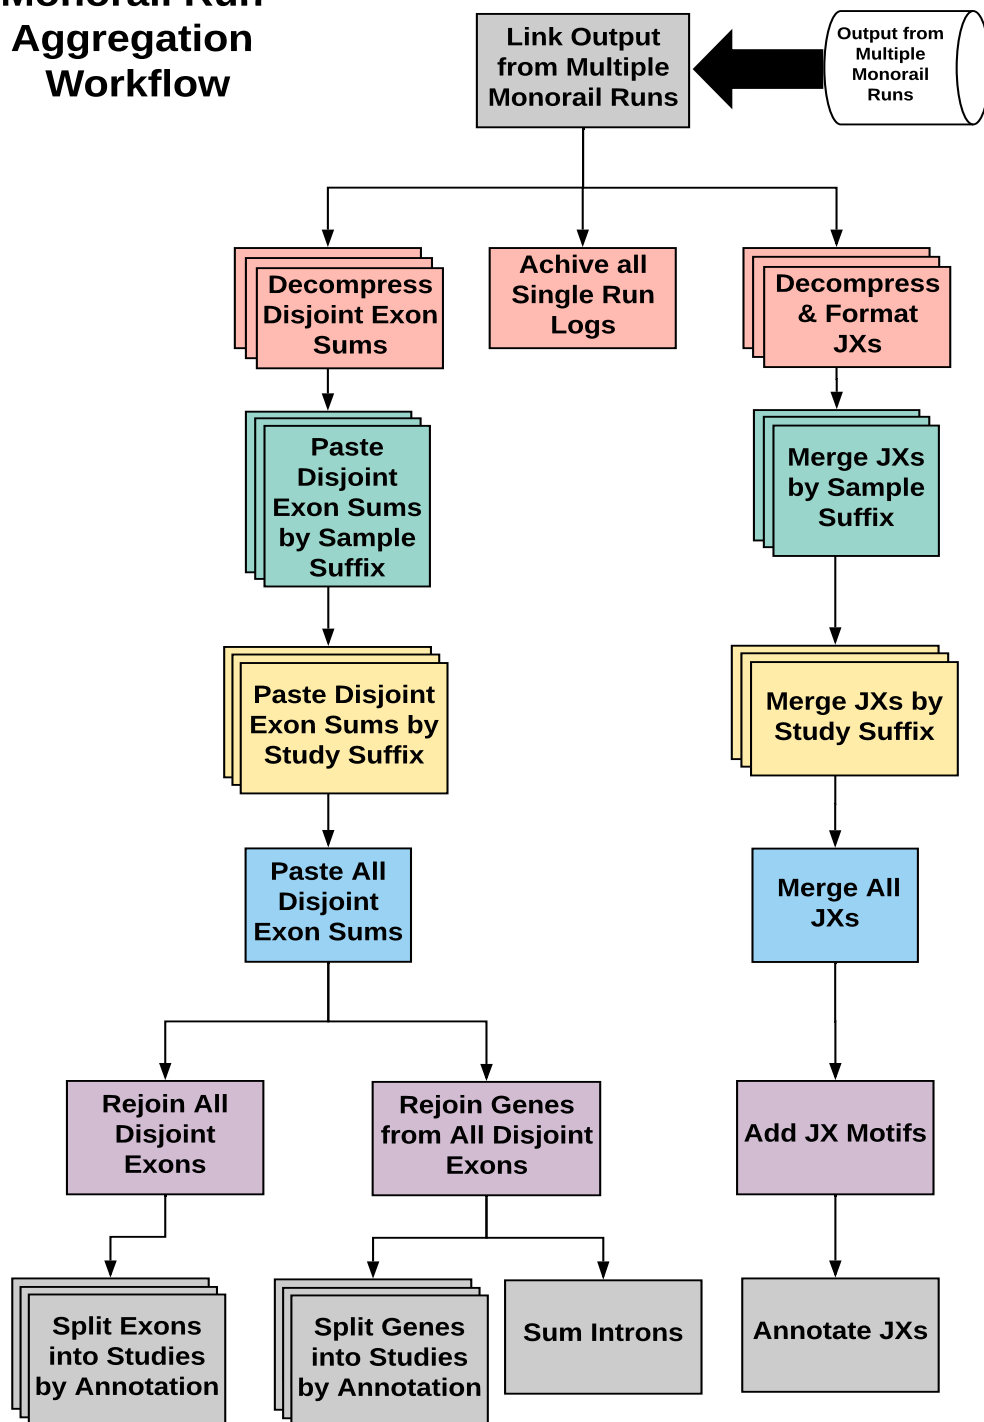 Monorail Run
Aggregation
Workflow
Link Output
from Multiple
Monorail Runs
Output from
Multiple
Monorail
Runs
Decompress
Disjoint Exon
Sums
Achive all
Single Run
Logs
Decompress
& Format
JXs
Paste
Disjoint
Exon Sums
by Sample
Suffix
Merge JXs
by Sample
Suffix
Paste Disjoint
Exon Sums by
Study Suffix
Merge JXs by
Study Suffix
Paste All
Disjoint
Exon Sums
Merge All
JXs
Rejoin All
Disjoint
Exons
Rejoin Genes
from All Disjoint
Exons
Add JX Motifs
Split Exons
into Studies
by Annotation
Split Genes
into Studies
by Annotation
Sum Introns
Annotate JXs